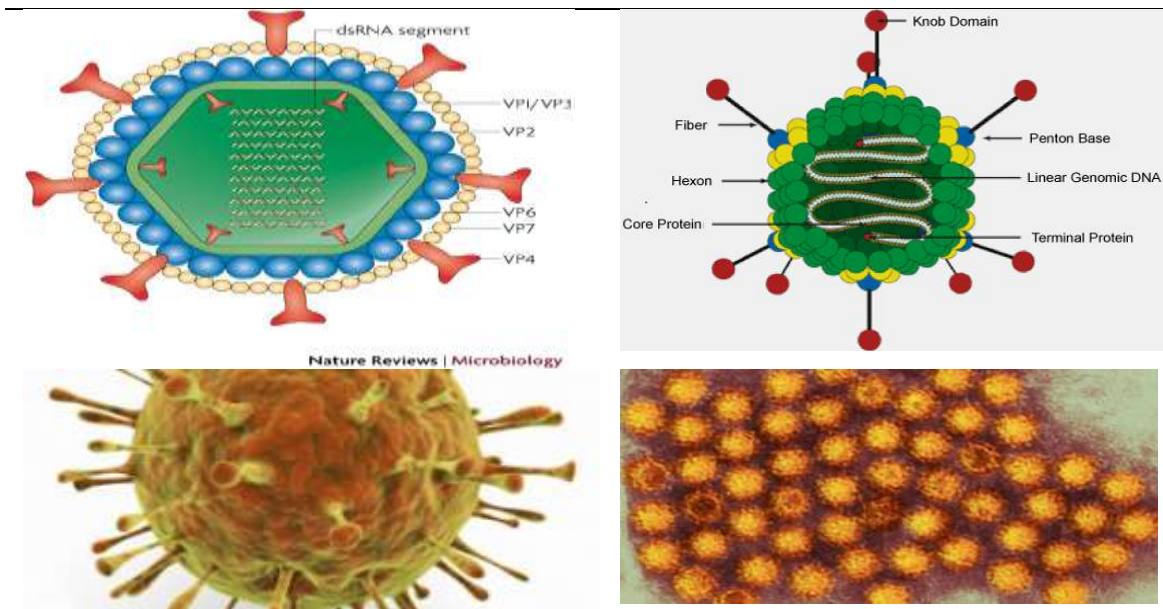 dsRNA segment
VP1/VP3
VP2
VP6
VP7
VP4
Nature Reviews | Microbiology
Knob Domain
Fiber
Penton Base
Hexon
Linear Genomic DNA
Core Protein
Terminal Protein